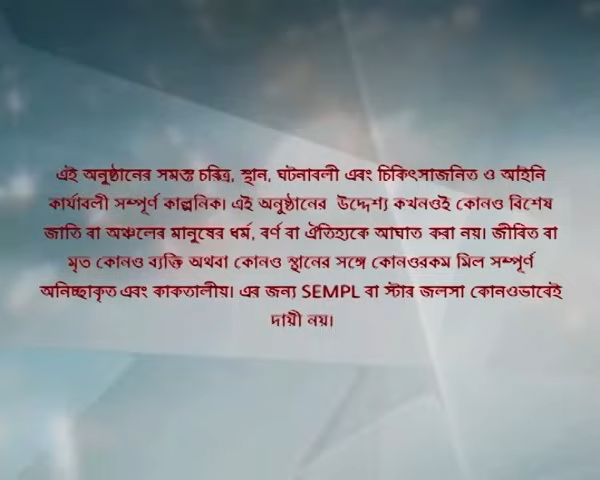 এই অনুষ্ঠানের সমস্ত চরিত্র, স্থান, ঘটনাবলী এবং চিকিৎসাজনিত ও আইনি
কার্যাবলী সম্পূর্ণ কাল্পনিক। এই অনুষ্ঠানের উদ্দেশ্য কখনওই কোনও বিশেষ
জাতি বা অঞ্চলের মানুষের ধর্ম, বর্ণ বা ঐতিহ্যকে আঘাত করা নয়। জীবিত বা
মৃত কোনও ব্যক্তি অথবা কোনও স্থানের সঙ্গে কোনওরকম মিল সম্পূর্ণ
অনিচ্ছাকৃত এবং কাকতালীয়। এর জন্য SEMPL বা স্টার জলসা কোনওভাবেই
দায়ী নয়।